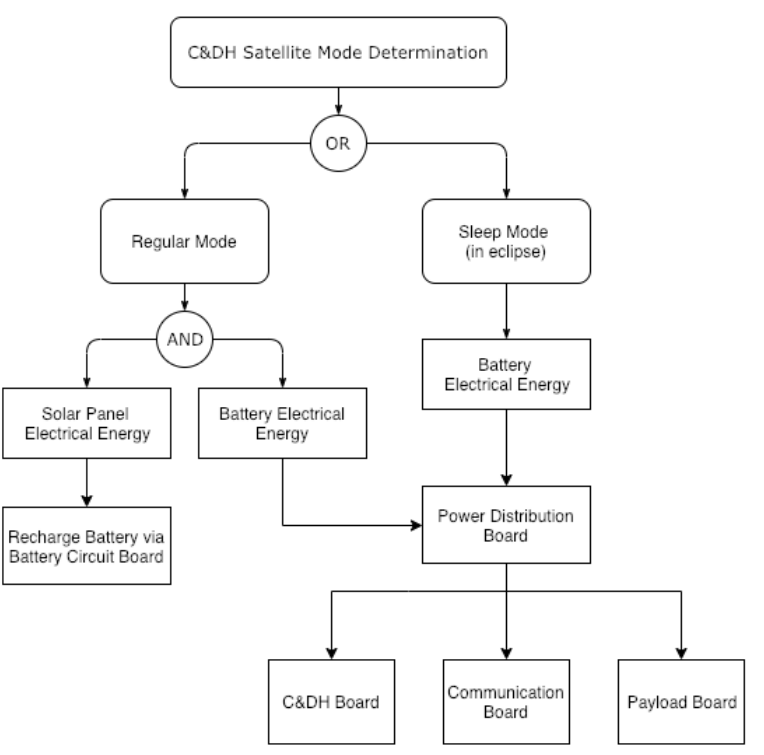 C&DH Satellite Mode Determination
OR
Regular Mode
Sleep Mode
(in eclipse)
AND
Battery
Electrical Energy
Solar Panel
Electrical Energy
Battery Electrical
Energy
Power Distribution
Board
Recharge Battery via
Battery Circuit Board
C&DH Board
Communication
Board
Payload Board